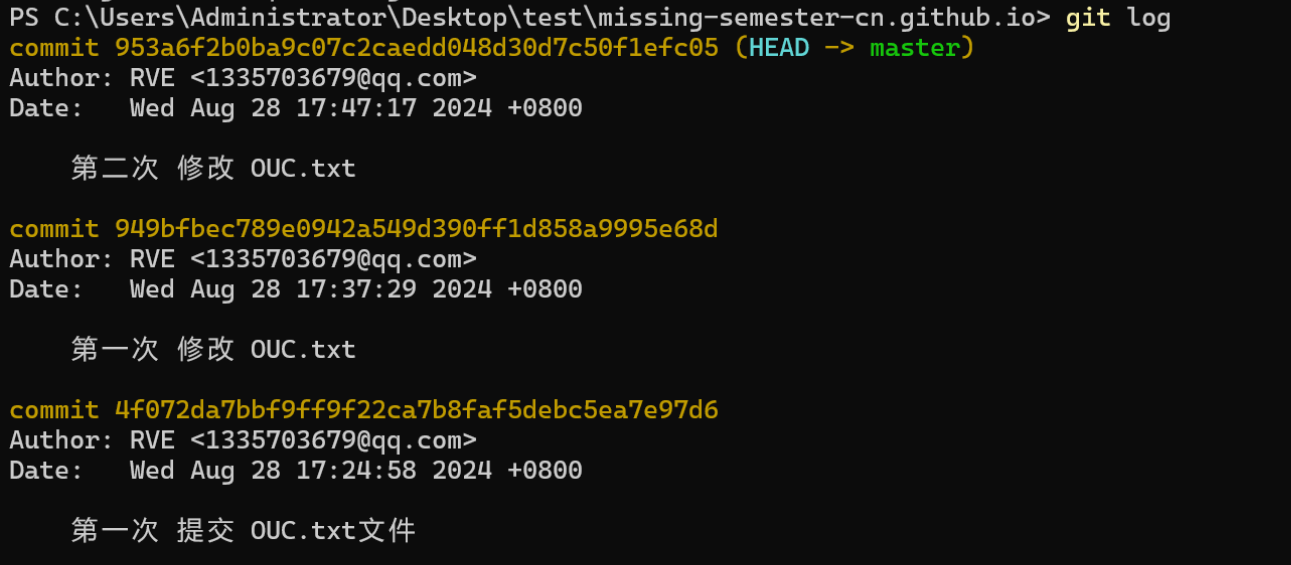 PS C:\Users\Administrator\Desktop\test\missing-semester-cn.github.io> git log
commit 953a6f2b0ba9c07c2caedd048d30d7c50f1efc05 (HEAD -> master)
Author: RVE <1335703679@qq.com>
Date:   Wed Aug 28 17:47:17 2024 +0800
第二次 修改 OUC.txt
commit 949bfbec789e0942a549d390ff1d858a9995e68d
Author: RVE <1335703679@qq.com>
Date:   Wed Aug 28 17:37:29 2024 +0800
第一次 修改 OUC.txt
commit 4f072da7bbf9ff9f22ca7b8faf5debc5ea7e97d6
Author: RVE <1335703679@qq.com>
Date:   Wed Aug 28 17:24:58 2024 +0800
第一次 提交 OUC.txt文件